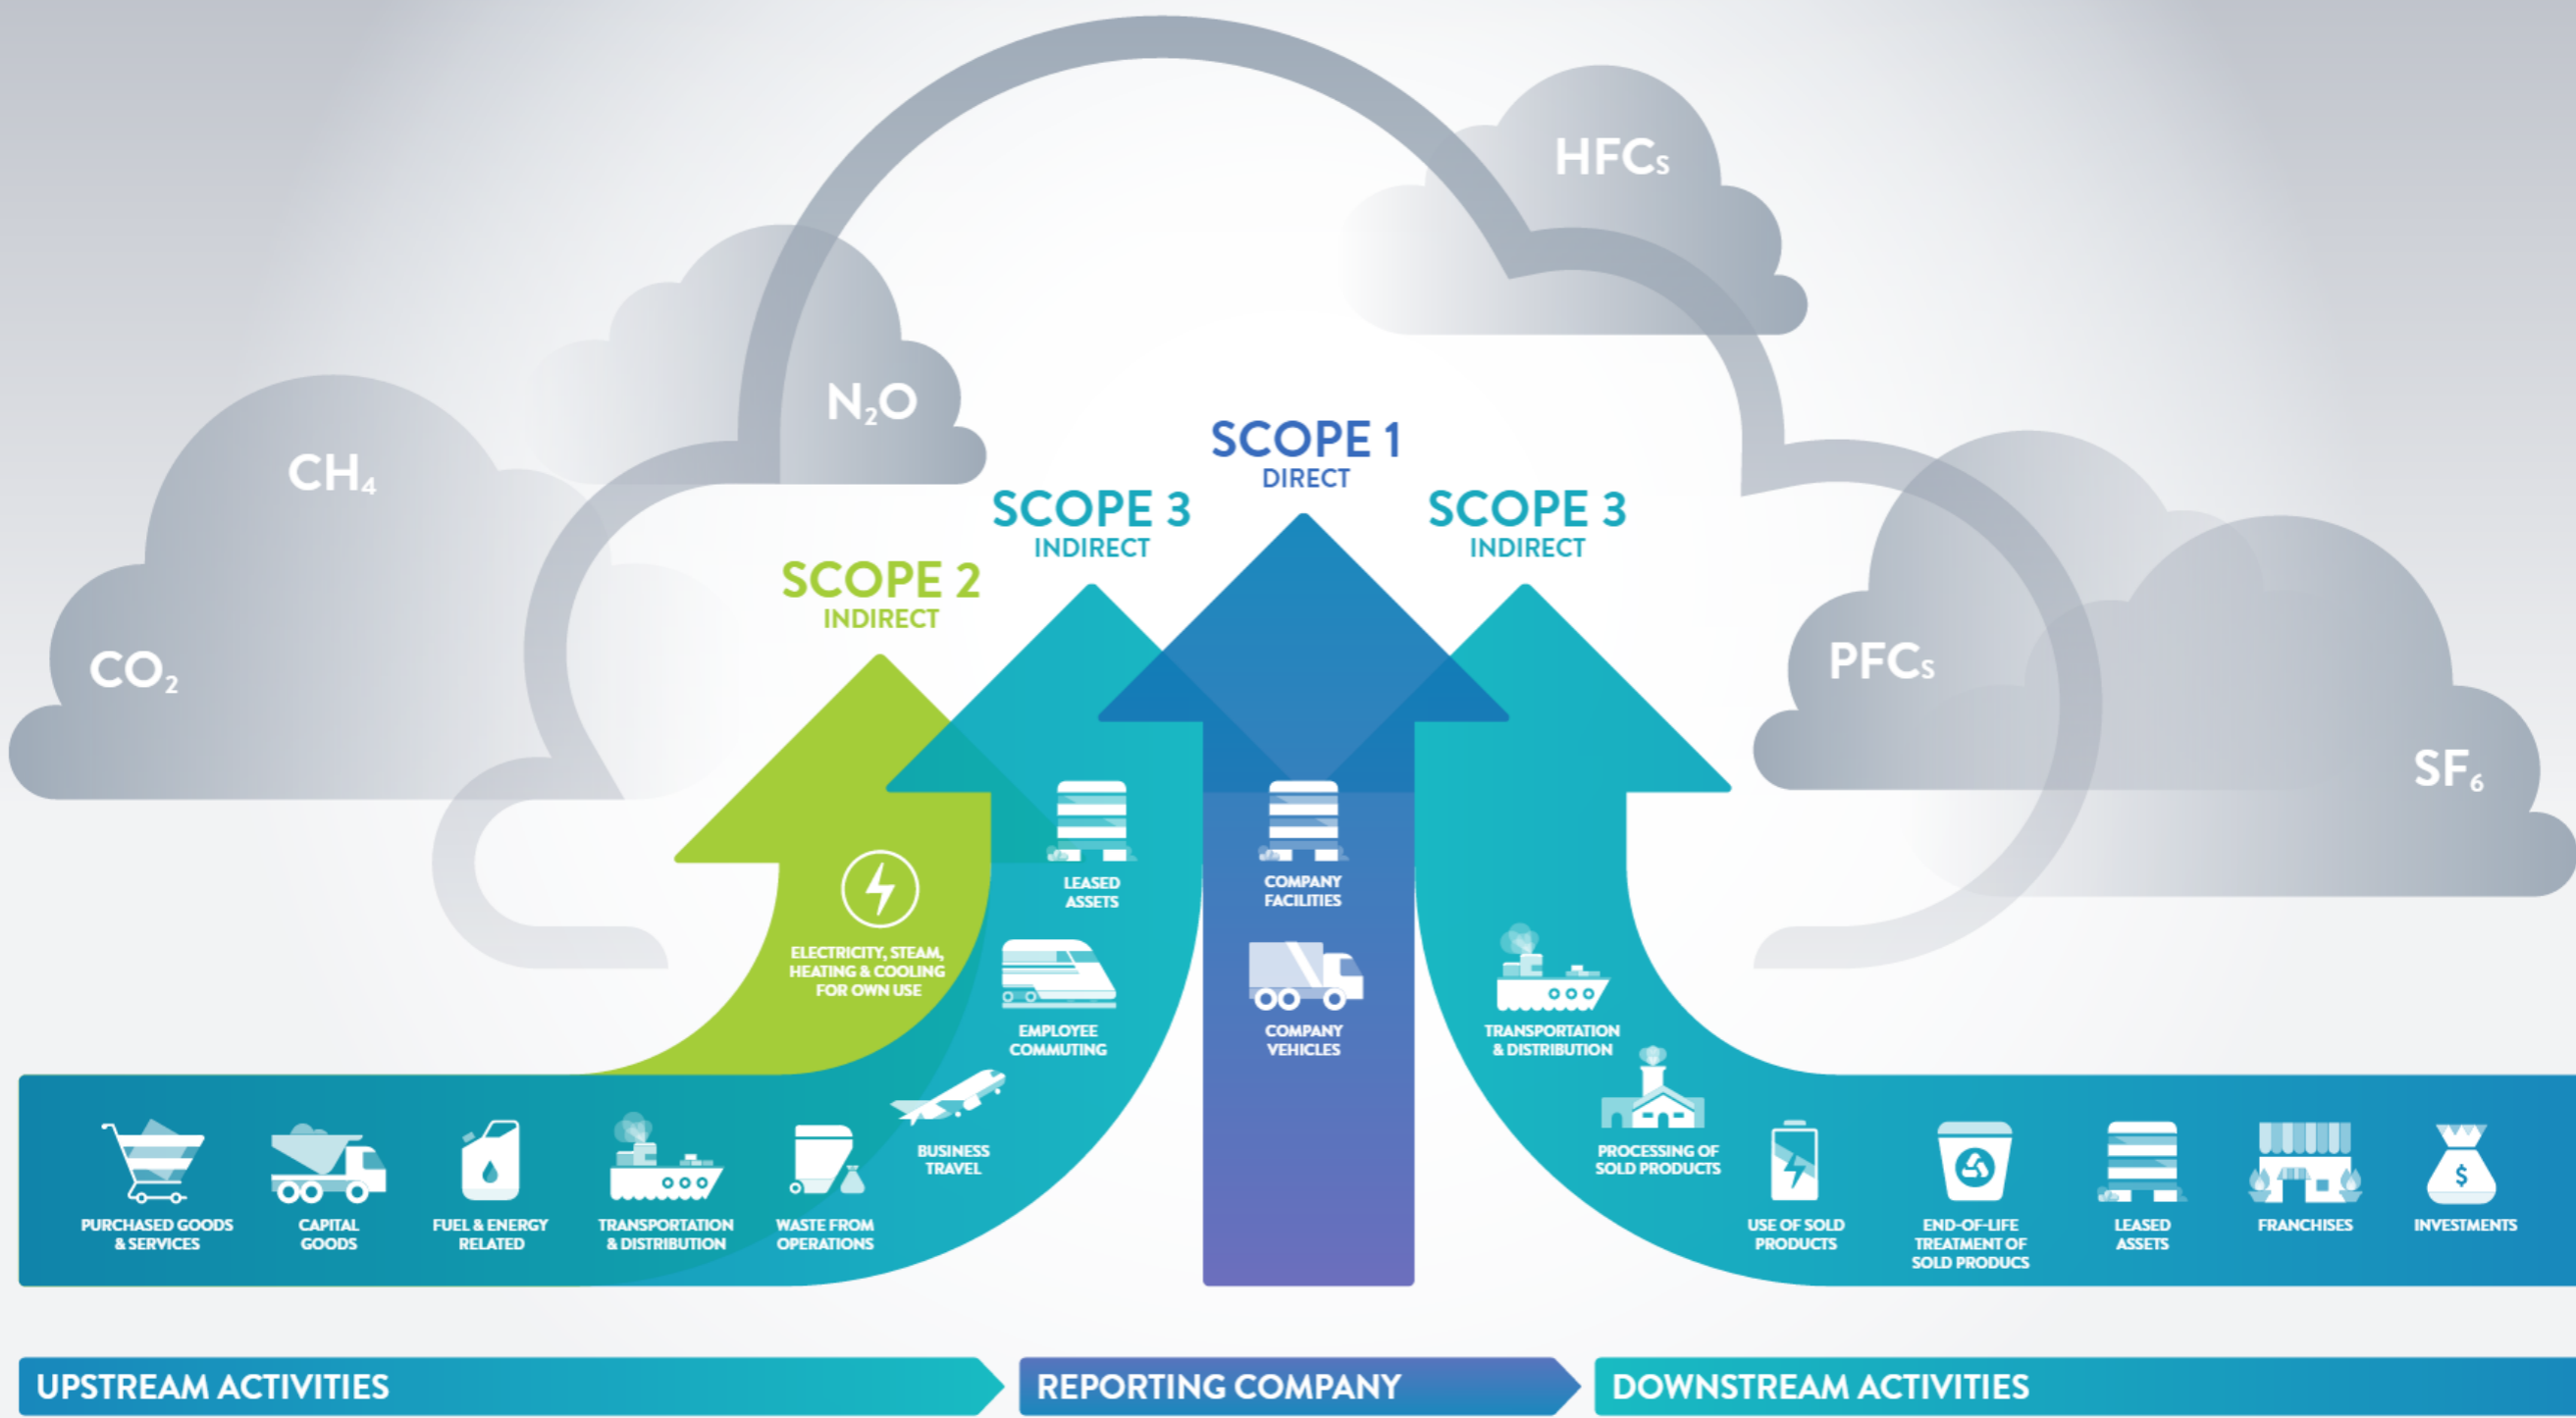 HFCs
N₂O
CH₄
CO₂
PFCs
SF₆
SCOPE 1
DIRECT
SCOPE 3
INDIRECT
SCOPE 3
INDIRECT
SCOPE 2
INDIRECT
ELECTRICITY, STEAM,
HEATING & COOLING
FOR OWN USE
LEASED
ASSETS
EMPLOYEE
COMMUTING
BUSINESS
TRAVEL
COMPANY
FACILITIES
COMPANY
VEHICLES
TRANSPORTATION
& DISTRIBUTION
PROCESSING OF
SOLD PRODUCTS
PURCHASED GOODS
& SERVICES
CAPITAL
GOODS
FUEL & ENERGY
RELATED
TRANSPORTATION
& DISTRIBUTION
WASTE FROM
OPERATIONS
USE OF SOLD
PRODUCTS
END-OF-LIFE
TREATMENT OF
SOLD PRODUCS
LEASED
ASSETS
FRANCHISES
$
INVESTMENTS
UPSTREAM ACTIVITIES
REPORTING COMPANY
DOWNSTREAM ACTIVITIES